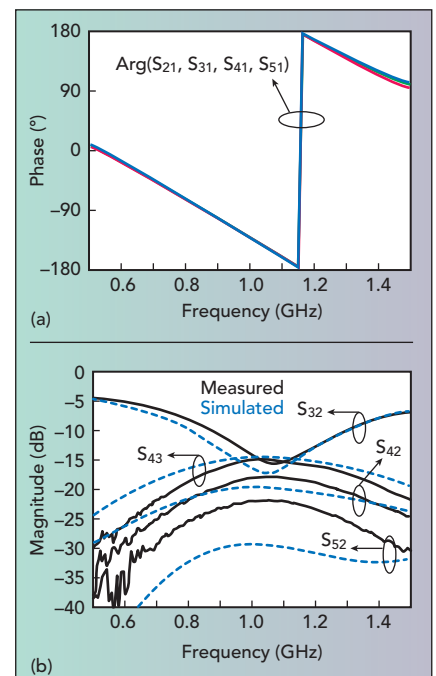 180
90
0
−90
−180
Phase (°)
Arg(S21, S31, S41, S51)
0.6 0.8 1.0 1.2 1.4
Frequency (GHz)
(a)
0
−5
−10
−15
−20
−25
−30
−35
−40
Magnitude (dB)
Measured
Simulated
S32
S43
S42
S52
0.6 0.8 1.0 1.2 1.4
Frequency (GHz)
(b)